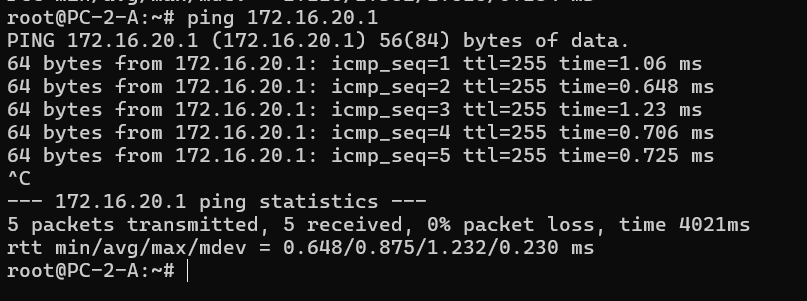 root@PC-2-A:~# ping 172.16.20.1
PING 172.16.20.1 (172.16.20.1) 56(84) bytes of data.
64 bytes from 172.16.20.1: icmp_seq=1 ttl=255 time=1.06 ms
64 bytes from 172.16.20.1: icmp_seq=2 ttl=255 time=0.648 ms
64 bytes from 172.16.20.1: icmp_seq=3 ttl=255 time=1.23 ms
64 bytes from 172.16.20.1: icmp_seq=4 ttl=255 time=0.706 ms
64 bytes from 172.16.20.1: icmp_seq=5 ttl=255 time=0.725 ms
^C
--- 172.16.20.1 ping statistics ---
5 packets transmitted, 5 received, 0% packet loss, time 4021ms
rtt min/avg/max/mdev = 0.648/0.875/1.232/0.230 ms
root@PC-2-A:~#